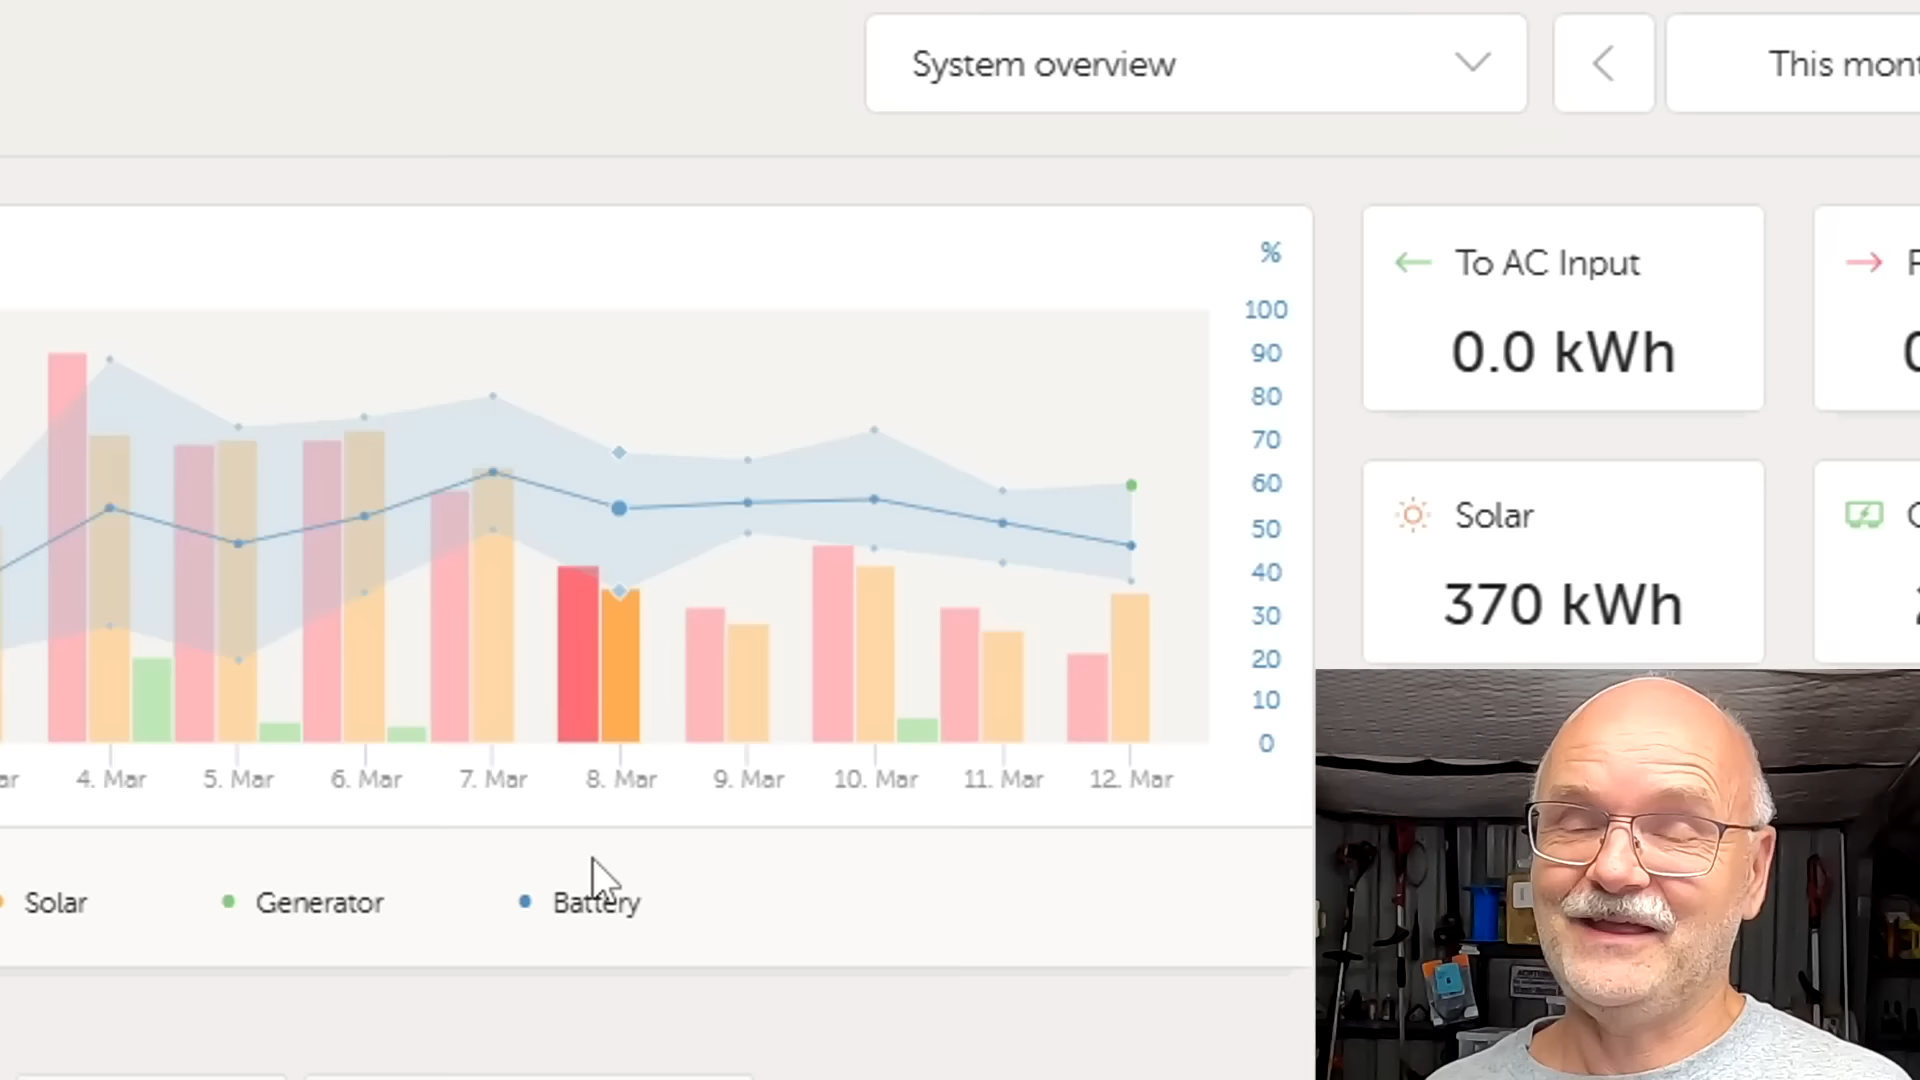 System overview
This mont
%
To AC Input
0.0 kWh
100
90
80
70
60
50
40
30
20
10
0
Solar
370 kWh
4. Mar
5. Mar
6. Mar
7. Mar
8. Mar
9. Mar
10. Mar
11. Mar
12. Mar
Solar
Generator
Battery